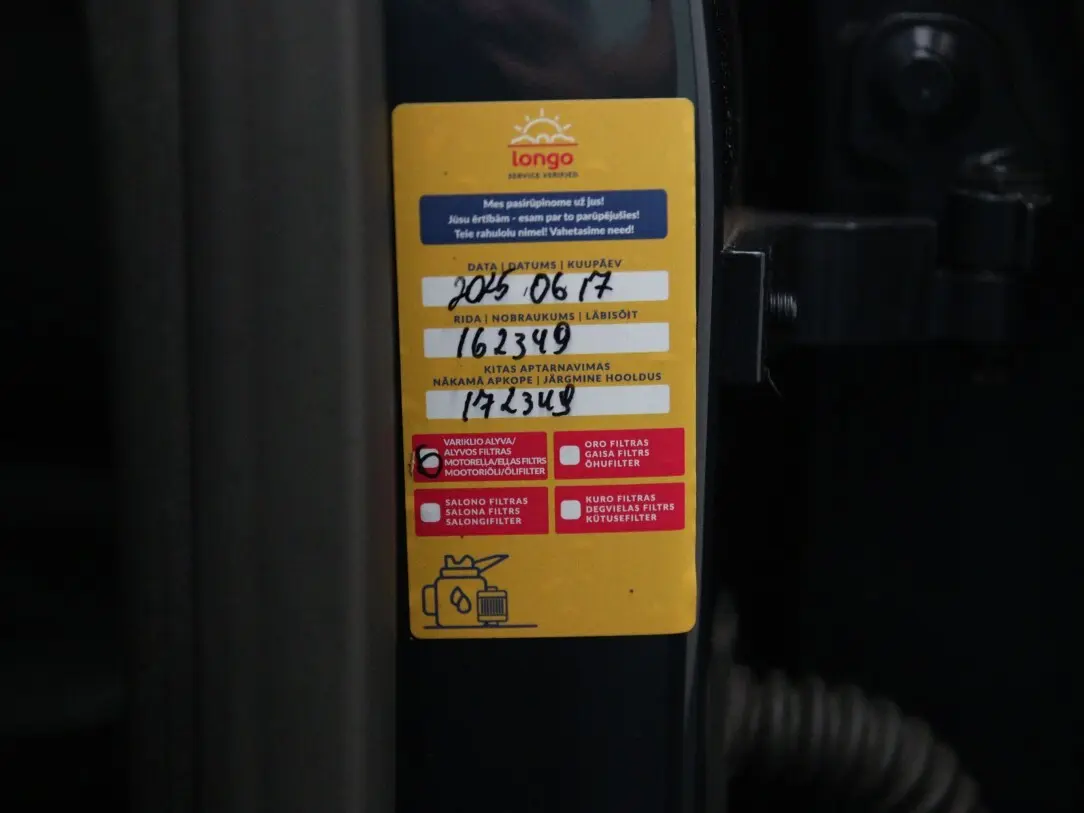 longo
SERVICE VERIFIED
Mes pasirūpinome už jus!
Jūsu ērtībām - esam par to parūpējušies!
Teie rahulolu nimel! Vahetasime need!
DATA | DATUMS | KUUPÄEV
2025.06 17
RIDA | NOBRAUKUMS | LÄBISÕIT
162349
KITAS APTARNAVIMAS
NĀKAMĀ APKOPE | JÄRGMINE HOOLDUS
172349
VARIKLIO ALYVA/
ALYVOS FILTRAS
MOTOREĻĻA/EĻĻAS FILTRS
MOOTORIÕLI/ÕLIFILTER
ORO FILTRAS
GAISA FILTRS
ÕHUFILTER
SALONO FILTRAS
SALONA FILTRS
SALONGIFILTER
KURO FILTRAS
DEGVIELAS FILTRS
KÜTUSEFILTER